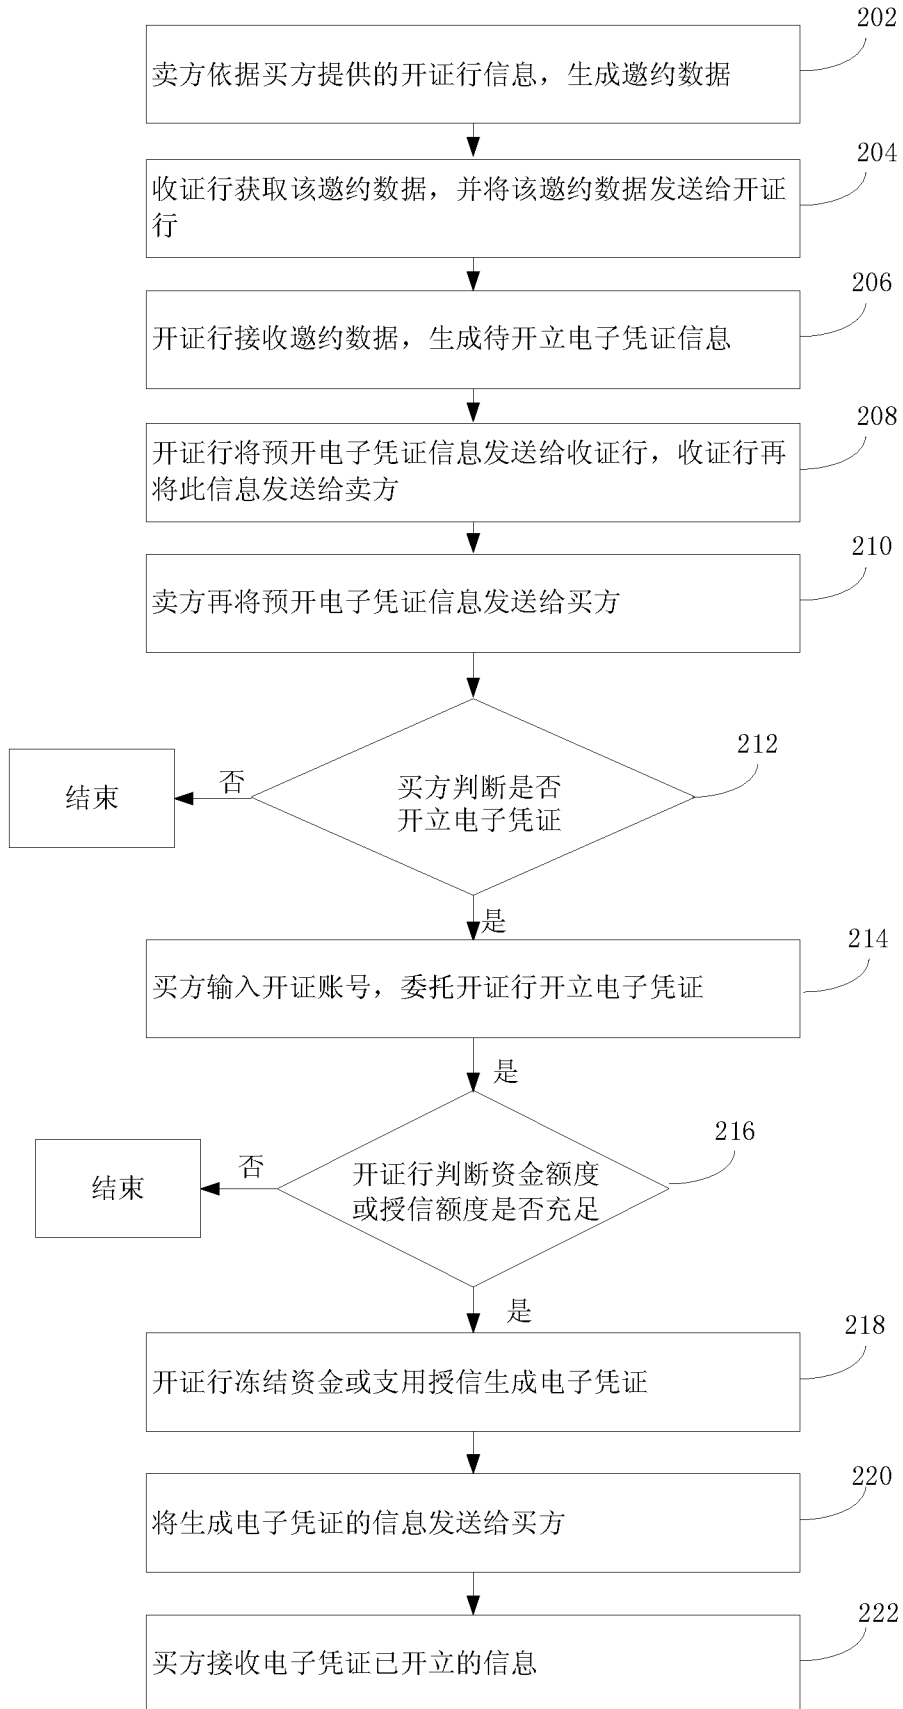 202
卖方依据买方提供的开证行信息，生成邀约数据
204
收证行获取该邀约数据，并将该邀约数据发送给开证
行
206
开证行接收邀约数据，生成待开立电子凭证信息
208
开证行将预开电子凭证信息发送给收证行，收证行再
将此信息发送给卖方
210
卖方再将预开电子凭证信息发送给买方
212
买方判断是否
开立电子凭证
否
结束
是
214
买方输入开证账号，委托开证行开立电子凭证
是
216
开证行判断资金额度
或授信额度是否充足
否
结束
是
218
开证行冻结资金或支用授信生成电子凭证
220
将生成电子凭证的信息发送给买方
222
买方接收电子凭证已开立的信息